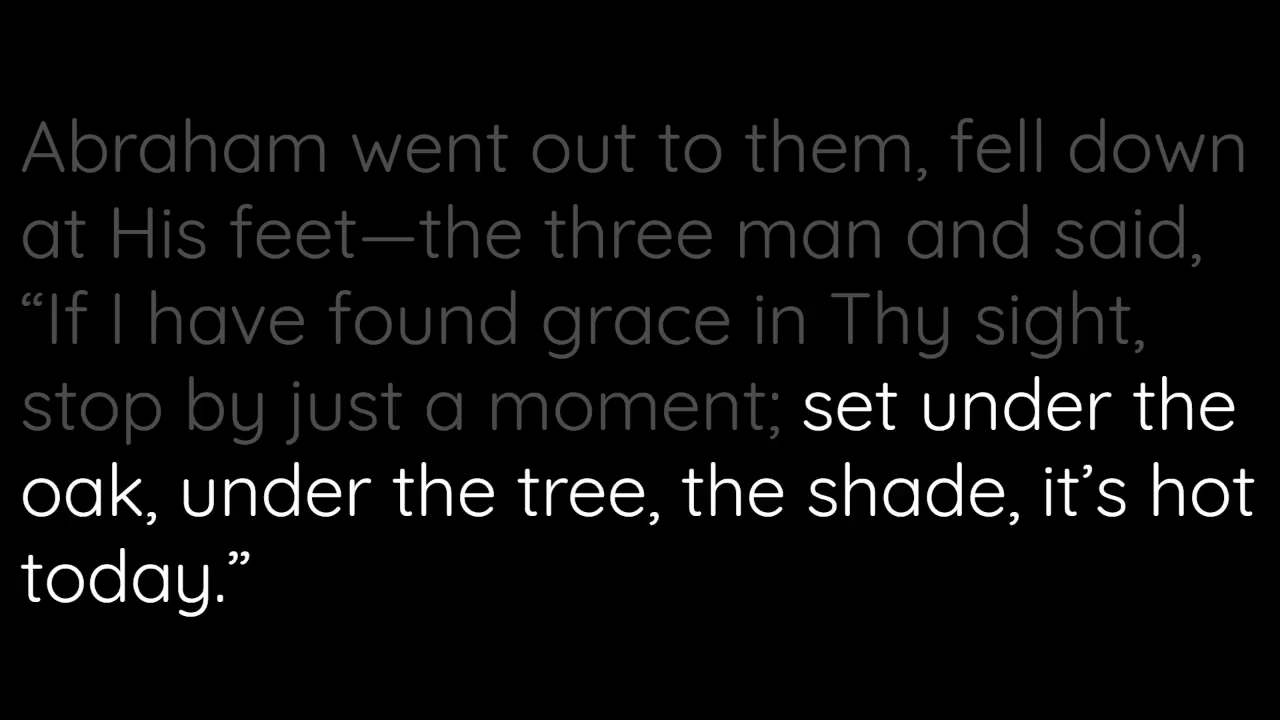 Abraham went out to them, fell down
at His feet—the three man and said,
“If I have found grace in Thy sight,
stop by just a moment; set under the
oak, under the tree, the shade, it’s hot
today.”